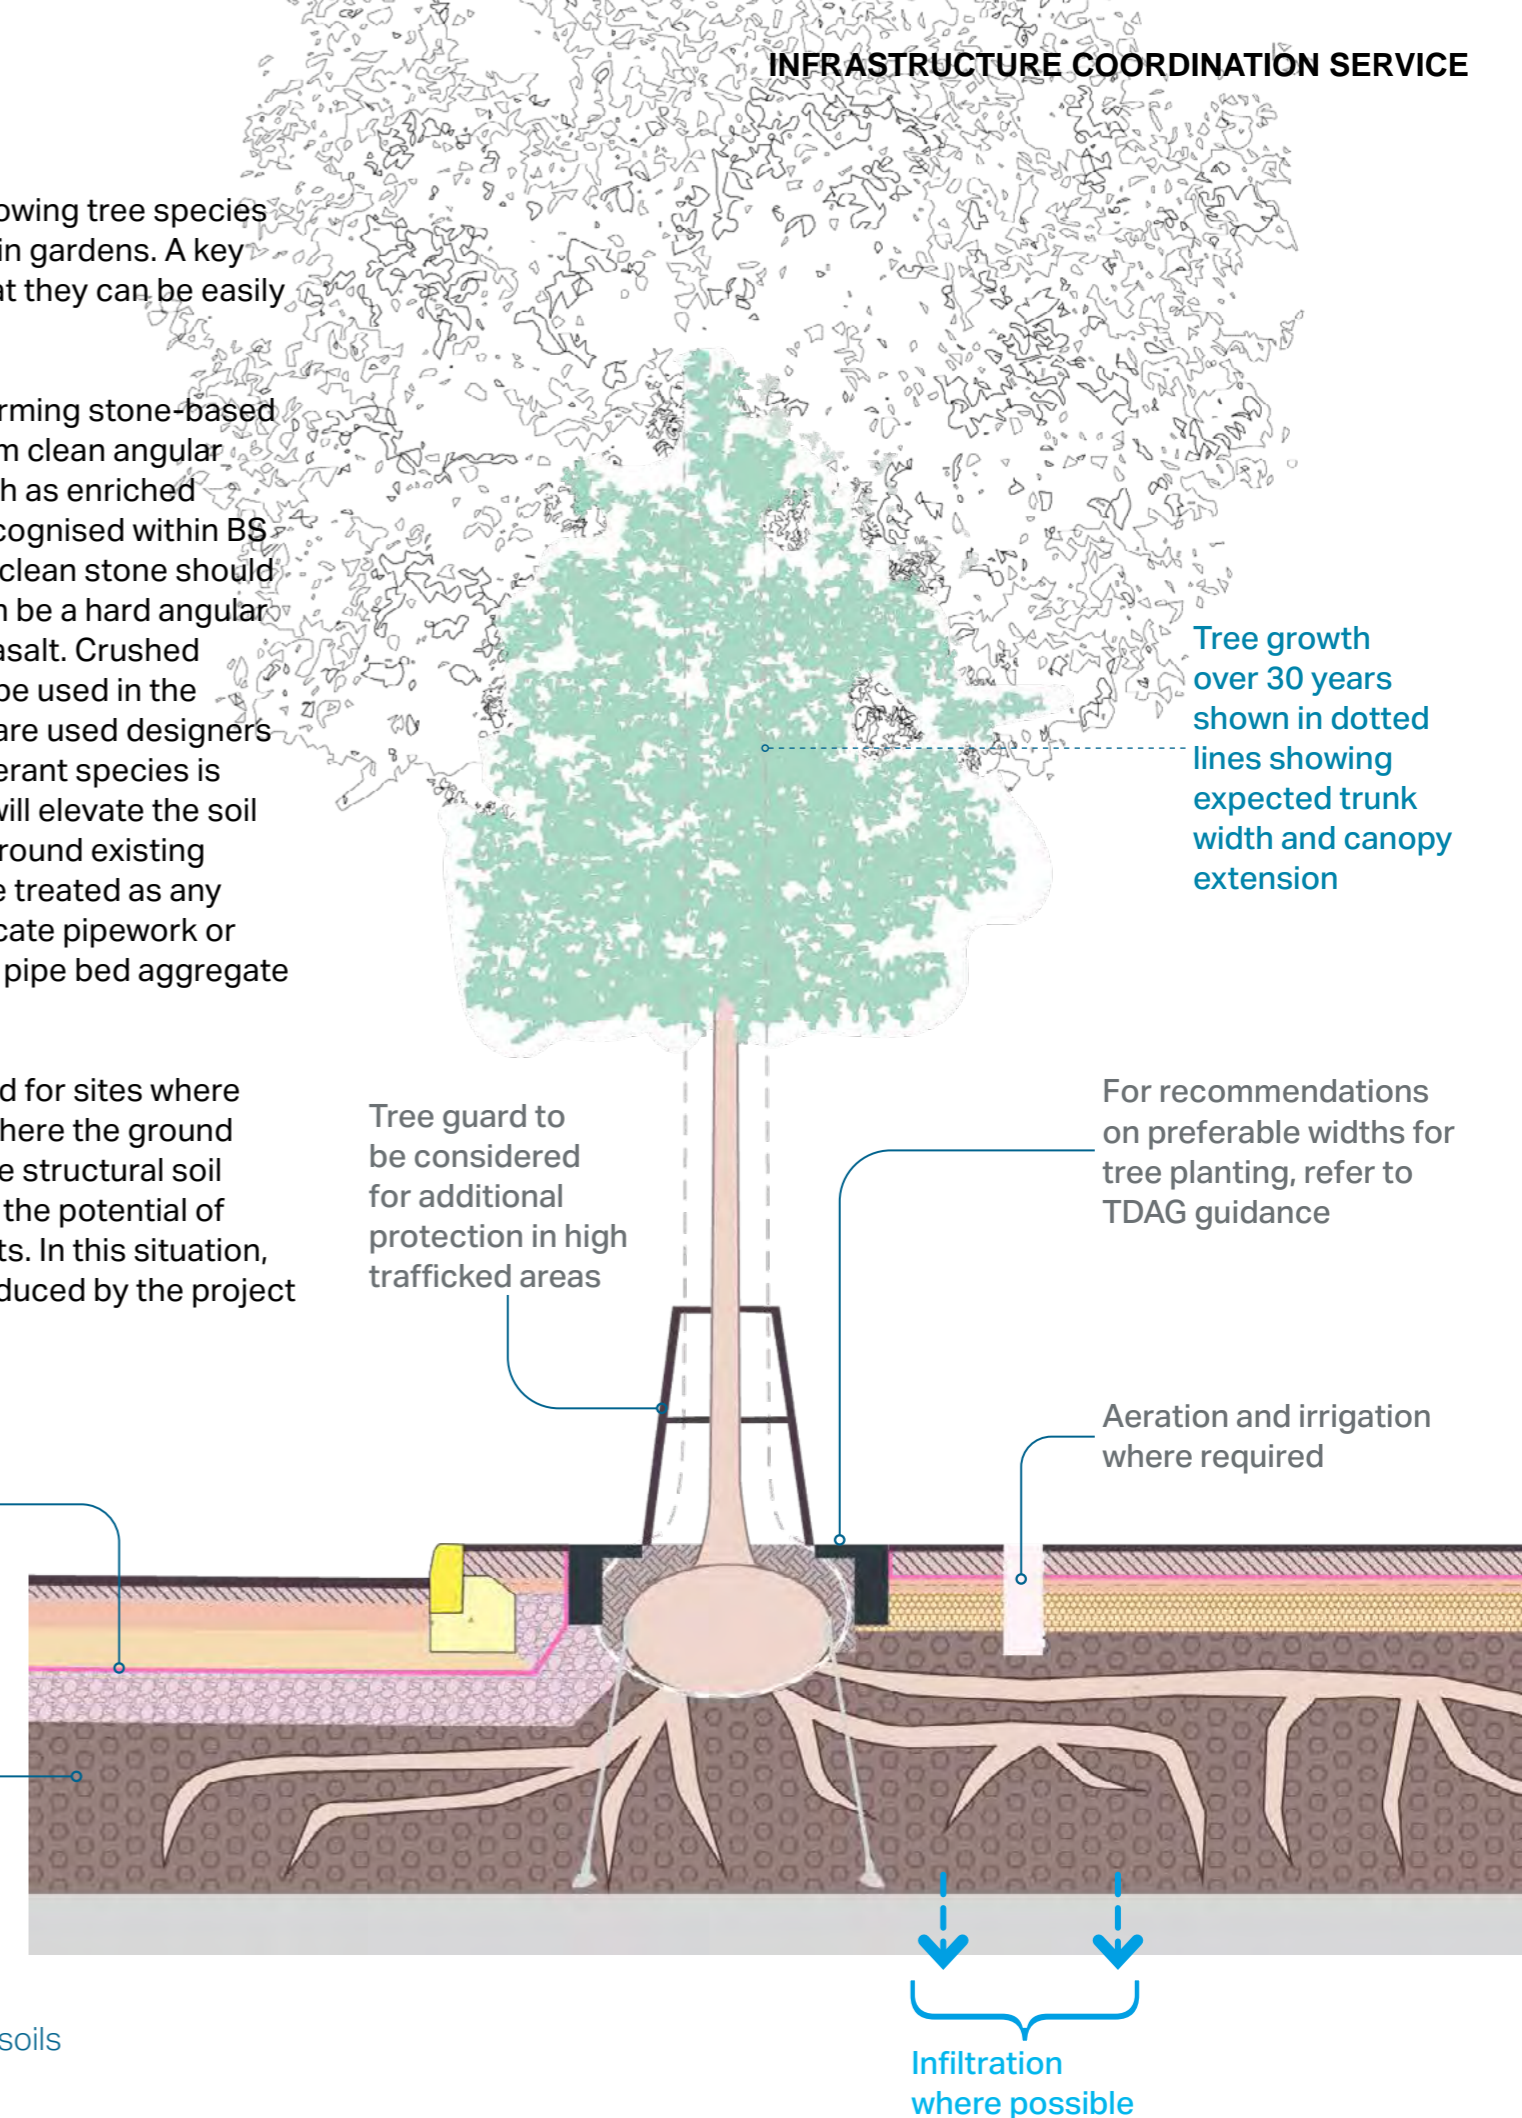 INFRASTRUCTURE COORDINATION SERVICE
owing tree species
in gardens. A key
at they can be easily
rming stone-based
m clean angular
h as enriched
cognised within BS
clean stone should
n be a hard angular
asalt. Crushed
be used in the
are used designers
erant species is
will elevate the soil
round existing
e treated as any
cate pipework or
pipe bed aggregate
d for sites where
here the ground
e structural soil
the potential of
ts. In this situation,
duced by the project
Tree growth
over 30 years
shown in dotted
lines showing
expected trunk
width and canopy
extension
Tree guard to
be considered
for additional
protection in high
trafficked areas
For recommendations
on preferable widths for
tree planting, refer to
TDAG guidance
Aeration and irrigation
where required
soils
Infiltration
where possible